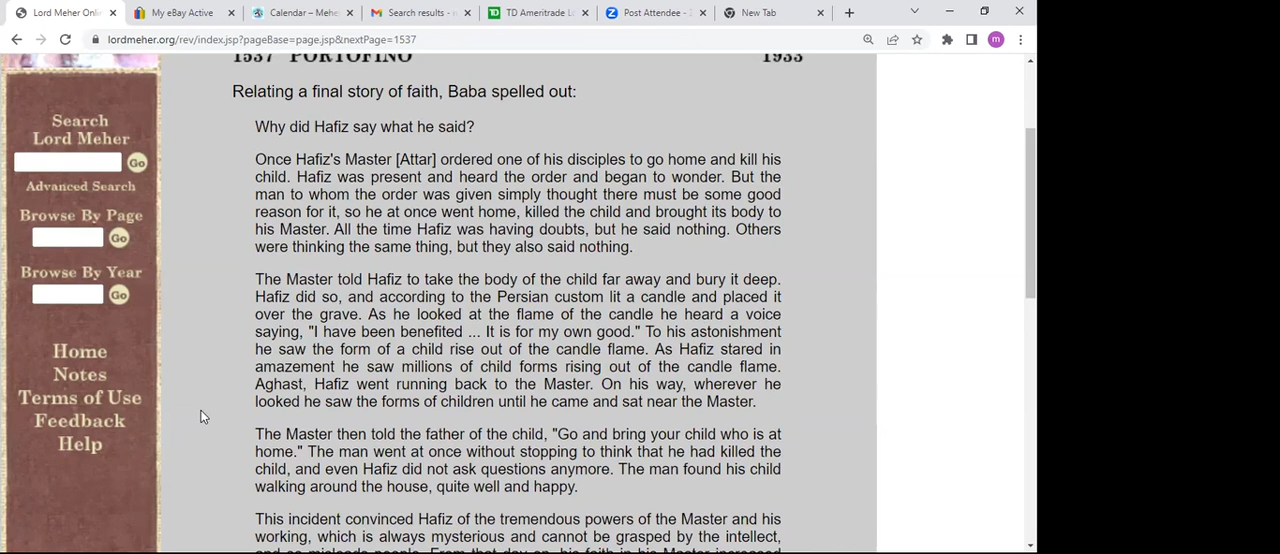 Lord Meher Onli
My eBay Active
Calendar – Mehe
Search results -
TD Ameritrade Lo
Post Attendee - Z
New Tab
lordmeher.org/rev/index.jsp?pageBase=page.jsp&nextPage=1537
m
1537 PORTOFINO 1933
Search
Lord Meher
Go
Advanced Search
Browse By Page
Go
Browse By Year
Go
Home
Notes
Terms of Use
Feedback
Help
Relating a final story of faith, Baba spelled out:
Why did Hafiz say what he said?
Once Hafiz's Master [Attar] ordered one of his disciples to go home and kill his
child. Hafiz was present and heard the order and began to wonder. But the
man to whom the order was given simply thought there must be some good
reason for it, so he at once went home, killed the child and brought its body to
his Master. All the time Hafiz was having doubts, but he said nothing. Others
were thinking the same thing, but they also said nothing.
The Master told Hafiz to take the body of the child far away and bury it deep.
Hafiz did so, and according to the Persian custom lit a candle and placed it
over the grave. As he looked at the flame of the candle he heard a voice
saying, "I have been benefited ... It is for my own good." To his astonishment
he saw the form of a child rise out of the candle flame. As Hafiz stared in
amazement he saw millions of child forms rising out of the candle flame.
Aghast, Hafiz went running back to the Master. On his way, wherever he
looked he saw the forms of children until he came and sat near the Master.
The Master then told the father of the child, "Go and bring your child who is at
home." The man went at once without stopping to think that he had killed the
child, and even Hafiz did not ask questions anymore. The man found his child
walking around the house, quite well and happy.
This incident convinced Hafiz of the tremendous powers of the Master and his
working, which is always mysterious and cannot be grasped by the intellect,
and so misleads people. From that day on, his faith in his Master increased